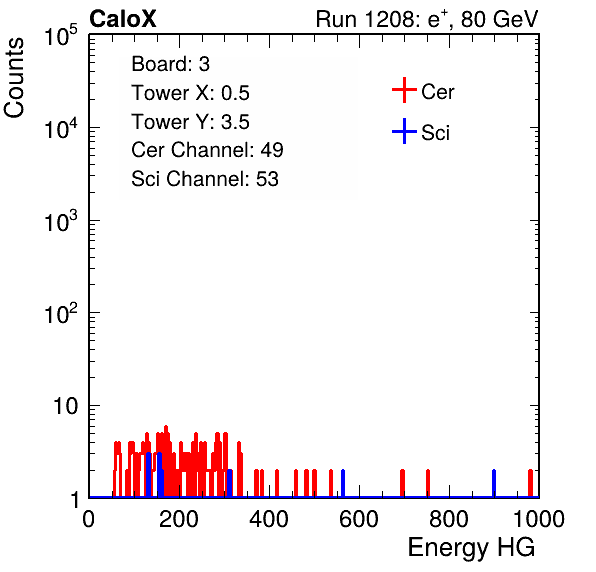 CaloX Run 1208: e⁺, 80 GeV
Counts
Board: 3
Tower X: 0.5
Tower Y: 3.5
Cer Channel: 49
Sci Channel: 53
Cer
Sci
10⁵
10⁴
10³
10²
10
1
0 200 400 600 800 1000
Energy HG